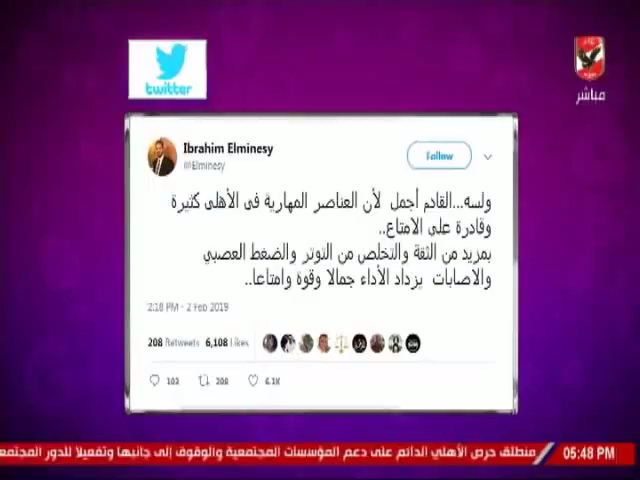 twitter
مباشر
Ibrahim Elminesy
@Elminesy
Follow
ولسه...القادم أجمل لأن العناصر المهارية فى الأهلى كثيرة
وقادرة على الامتاع..
بمزيد من الثقة والتخلص من التوتر والضغط العصبي
والاصابات يزداد الأداء جمالا وقوة وامتاعا..
2:18 PM - 2 Feb 2019
208 Retweets 6,108 Likes
102 208 6.1K
منطلق حرص الأهلي الدائم على دعم المؤسسات المجتمعية والوقوف إلى جانبها وتفعيلاً للدور المجتمع
05:48 PM